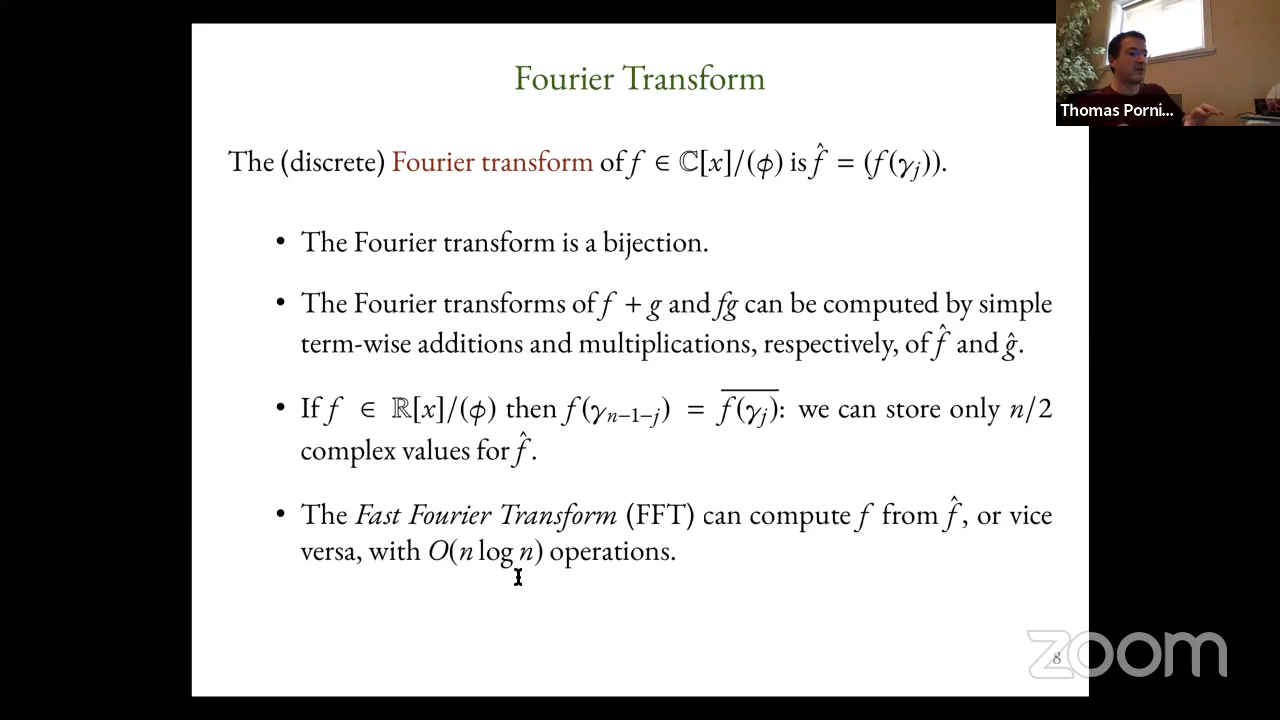 Fourier Transform
Thomas Porni...
The (discrete) Fourier transform of f ∈ ℂ[x]/(ϕ) is f̂ = (f(γ_j)).
• The Fourier transform is a bijection.
• The Fourier transforms of f + g and fg can be computed by simple
term-wise additions and multiplications, respectively, of f̂ and ĝ.
• If f ∈ ℝ[x]/(ϕ) then f(γ_{n−1−j}) = \overline{f(γ_j)}: we can store only n/2
complex values for f̂.
• The Fast Fourier Transform (FFT) can compute f from f̂, or vice
versa, with O(n log n) operations.
8
zoom